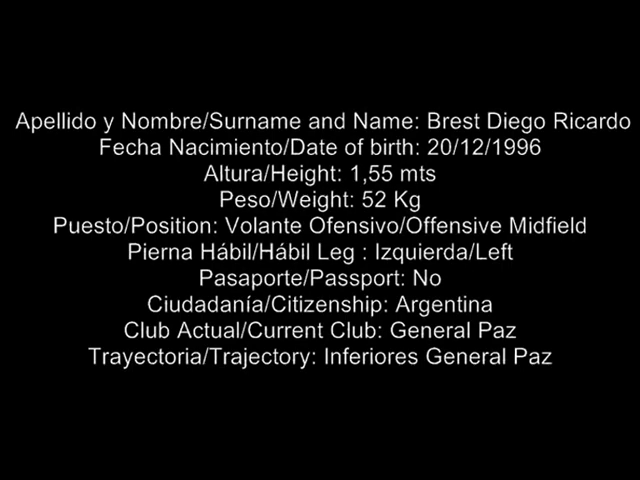 Apellido y Nombre/Surname and Name: Brest Diego Ricardo
Fecha Nacimiento/Date of birth: 20/12/1996
Altura/Height: 1,55 mts
Peso/Weight: 52 Kg
Puesto/Position: Volante Ofensivo/Offensive Midfield
Pierna Hábil/Hábil Leg : Izquierda/Left
Pasaporte/Passport: No
Ciudadanía/Citizenship: Argentina
Club Actual/Current Club: General Paz
Trayectoria/Trajectory: Inferiores General Paz